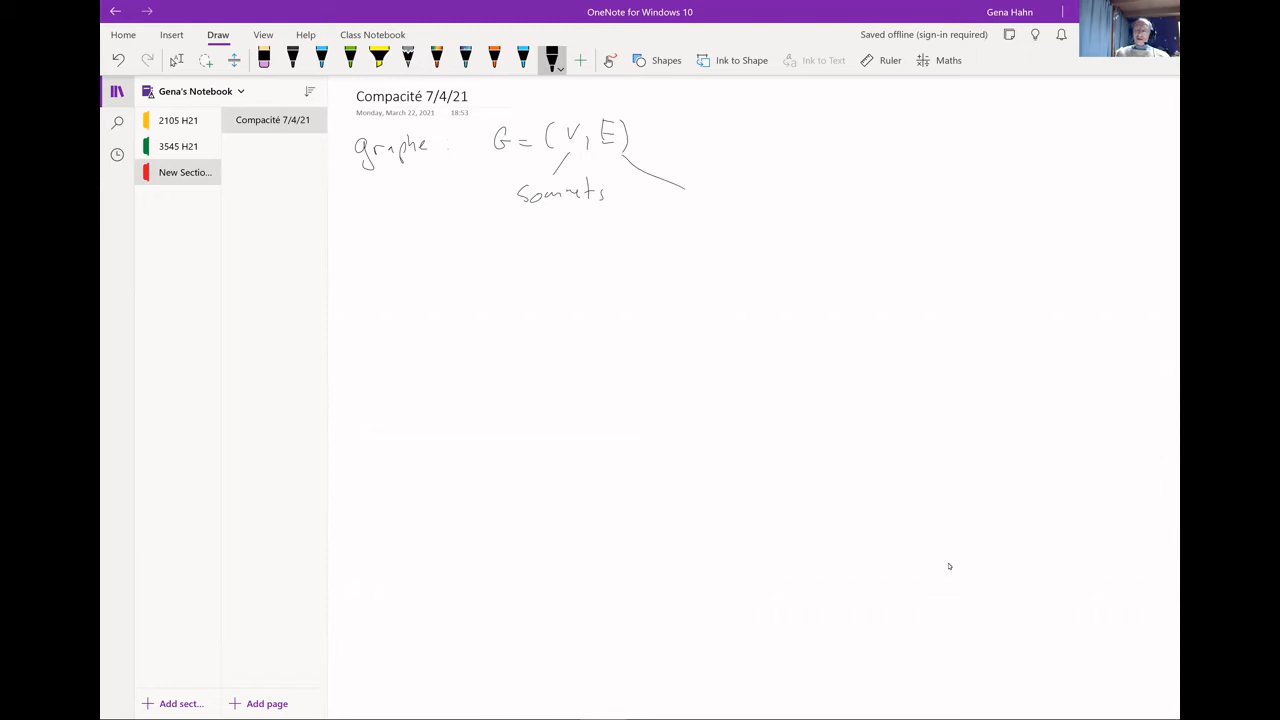 OneNote for Windows 10
Gena Hahn
Home Insert Draw View Help Class Notebook
Saved offline (sign-in required)
Shapes Ink to Shape Ink to Text Ruler Maths
Gena's Notebook
2105 H21
3545 H21
New Sectio...
Compacité 7/4/21
Compacité 7/4/21
Monday, March 22, 2021 18:53
graphe : G = (V, E)
sommets
Add sect...
Add page